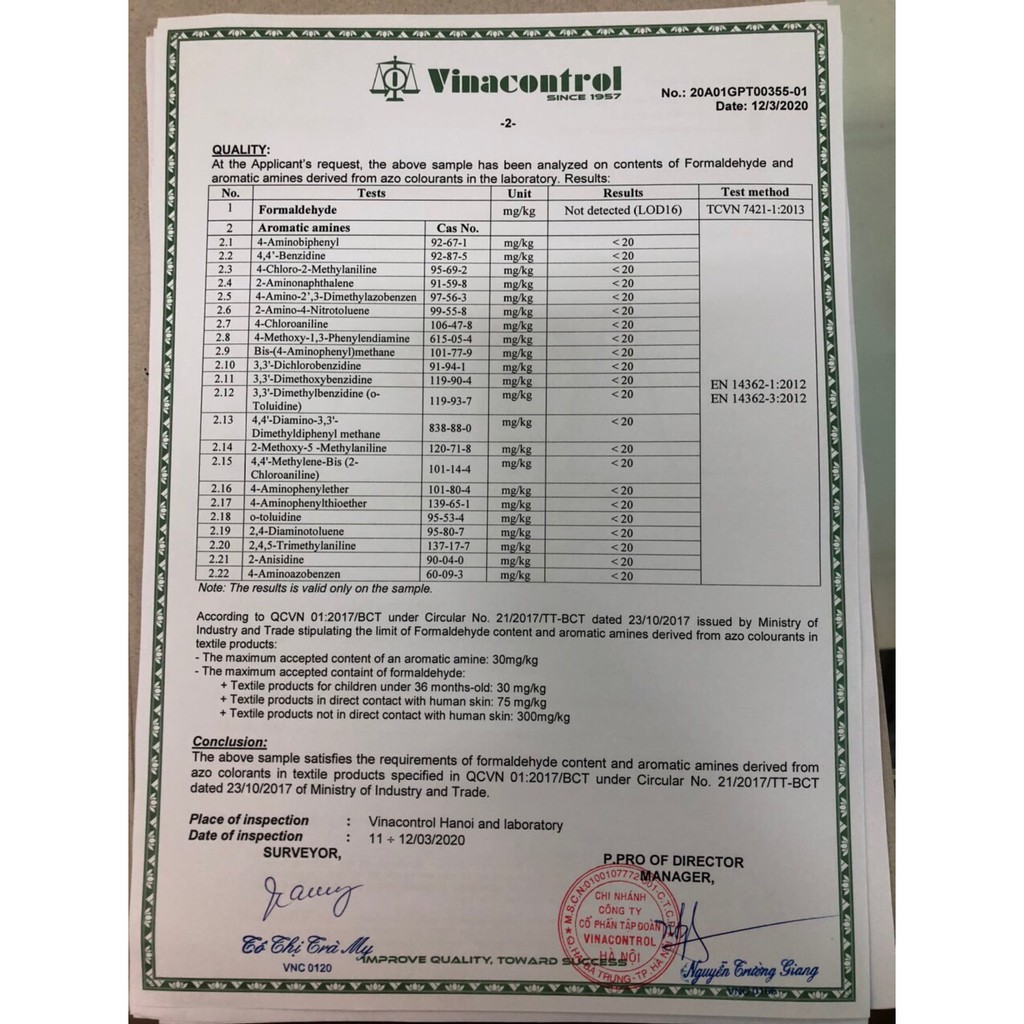 Vinacontrol
SINCE 1957
No.: 20A01GPT00355-01
Date: 12/3/2020
-2-
QUALITY:
At the Applicant's request, the above sample has been analyzed on contents of Formaldehyde and
aromatic amines derived from azo colourants in the laboratory. Results:
No. Tests Unit Results Test method
1 Formaldehyde mg/kg Not detected (LOD16) TCVN 7421-1:2013
2 Aromatic amines Cas No.
2.1 4-Aminobiphenyl 92-67-1 mg/kg < 20
2.2 4,4'-Benzidine 92-87-5 mg/kg < 20
2.3 4-Chloro-2-Methylaniline 95-69-2 mg/kg < 20
2.4 2-Aminonaphthalene 91-59-8 mg/kg < 20
2.5 4-Amino-2',3-Dimethylazobenzen 97-56-3 mg/kg < 20
2.6 2-Amino-4-Nitrotoluene 99-55-8 mg/kg < 20
2.7 4-Chloroaniline 106-47-8 mg/kg < 20
2.8 4-Methoxy-1,3-Phenylendiamine 615-05-4 mg/kg < 20
2.9 Bis-(4-Aminophenyl)methane 101-77-9 mg/kg < 20
2.10 3,3'-Dichlorobenzidine 91-94-1 mg/kg < 20
2.11 3,3'-Dimethoxybenzidine 119-90-4 mg/kg < 20
EN 14362-1:2012
EN 14362-3:2012
2.12 3,3'-Dimethylbenzidine (o-
Toluidine) 119-93-7 mg/kg < 20
2.13 4,4'-Diamino-3,3'-
Dimethyldiphenyl methane 838-88-0 mg/kg < 20
2.14 2-Methoxy-5 -Methylaniline 120-71-8 mg/kg < 20
2.15 4,4'-Methylene-Bis (2-
Chloroaniline) 101-14-4 mg/kg < 20
2.16 4-Aminophenylether 101-80-4 mg/kg < 20
2.17 4-Aminophenylthioether 139-65-1 mg/kg < 20
2.18 o-toluidine 95-53-4 mg/kg < 20
2.19 2,4-Diaminotoluene 95-80-7 mg/kg < 20
2.20 2,4,5-Trimethylaniline 137-17-7 mg/kg < 20
2.21 2-Anisidine 90-04-0 mg/kg < 20
2.22 4-Aminoazobenzen 60-09-3 mg/kg < 20
Note: The results is valid only on the sample.
According to QCVN 01:2017/BCT under Circular No. 21/2017/TT-BCT dated 23/10/2017 issued by Ministry of
Industry and Trade stipulating the limit of Formaldehyde content and aromatic amines derived from azo colourants in
textile products:
- The maximum accepted content of an aromatic amine: 30mg/kg
- The maximum accepted containt of formaldehyde:
+ Textile products for children under 36 months-old: 30 mg/kg
+ Textile products in direct contact with human skin: 75 mg/kg
+ Textile products not in direct contact with human skin: 300mg/kg
Conclusion:
The above sample satisfies the requirements of formaldehyde content and aromatic amines derived from
azo colorants in textile products specified in QCVN 01:2017/BCT under Circular No. 21/2017/TT-BCT
dated 23/10/2017 of Ministry of Industry and Trade.
Place of inspection : Vinacontrol Hanoi and laboratory
Date of inspection : 11 ÷ 12/03/2020
SURVEYOR,
P.PRO OF DIRECTOR
MANAGER,
CHI NHÁNH
CÔNG TY
CỔ PHẦN TẬP ĐOÀN
VINACONTROL
HÀ NỘI
Q. HAI BÀ TRƯNG - TP. HÀ NỘI
Tô Thị Trà My
VNC 0120
IMPROVE QUALITY, TOWARD SUCCESS
Nguyễn Trường Giang